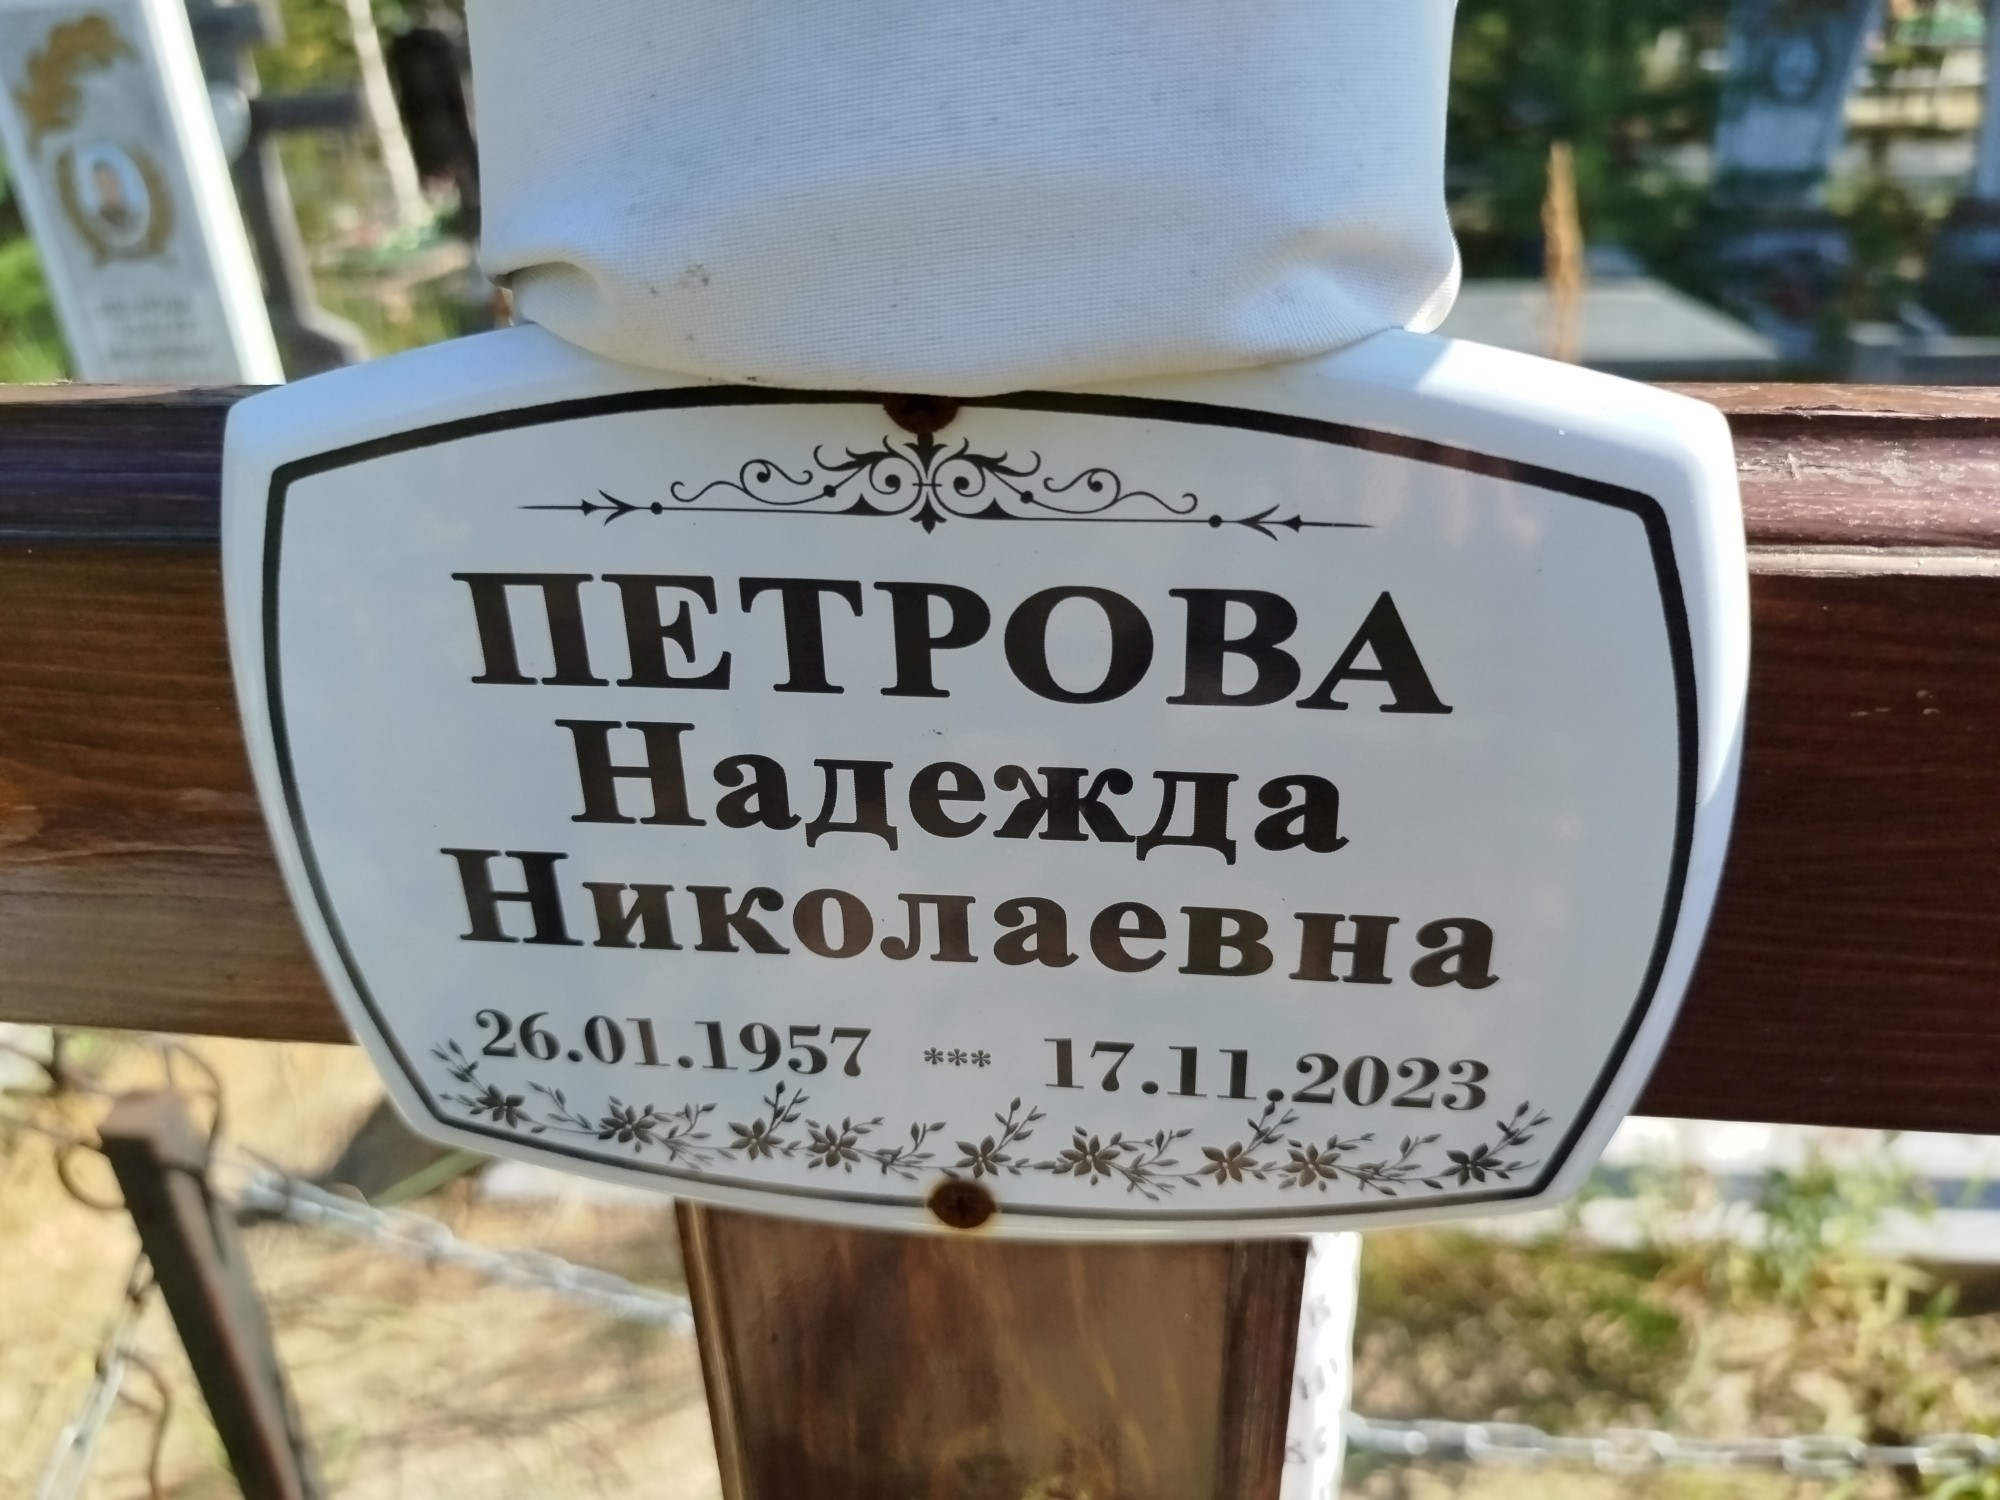 ПЕТРОВА
Надежда
Николаевна
26.01.1957 *** 17.11.2023